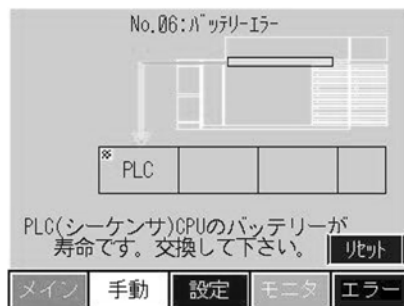 No.06:ﾊﾞｯﾃﾘｰｴﾗｰ
PLC
PLC(シーケンサ)CPUのバッテリーが
寿命です。交換して下さい。
ﾘｾｯﾄ
メイン 手動 設定 モニタ エラー